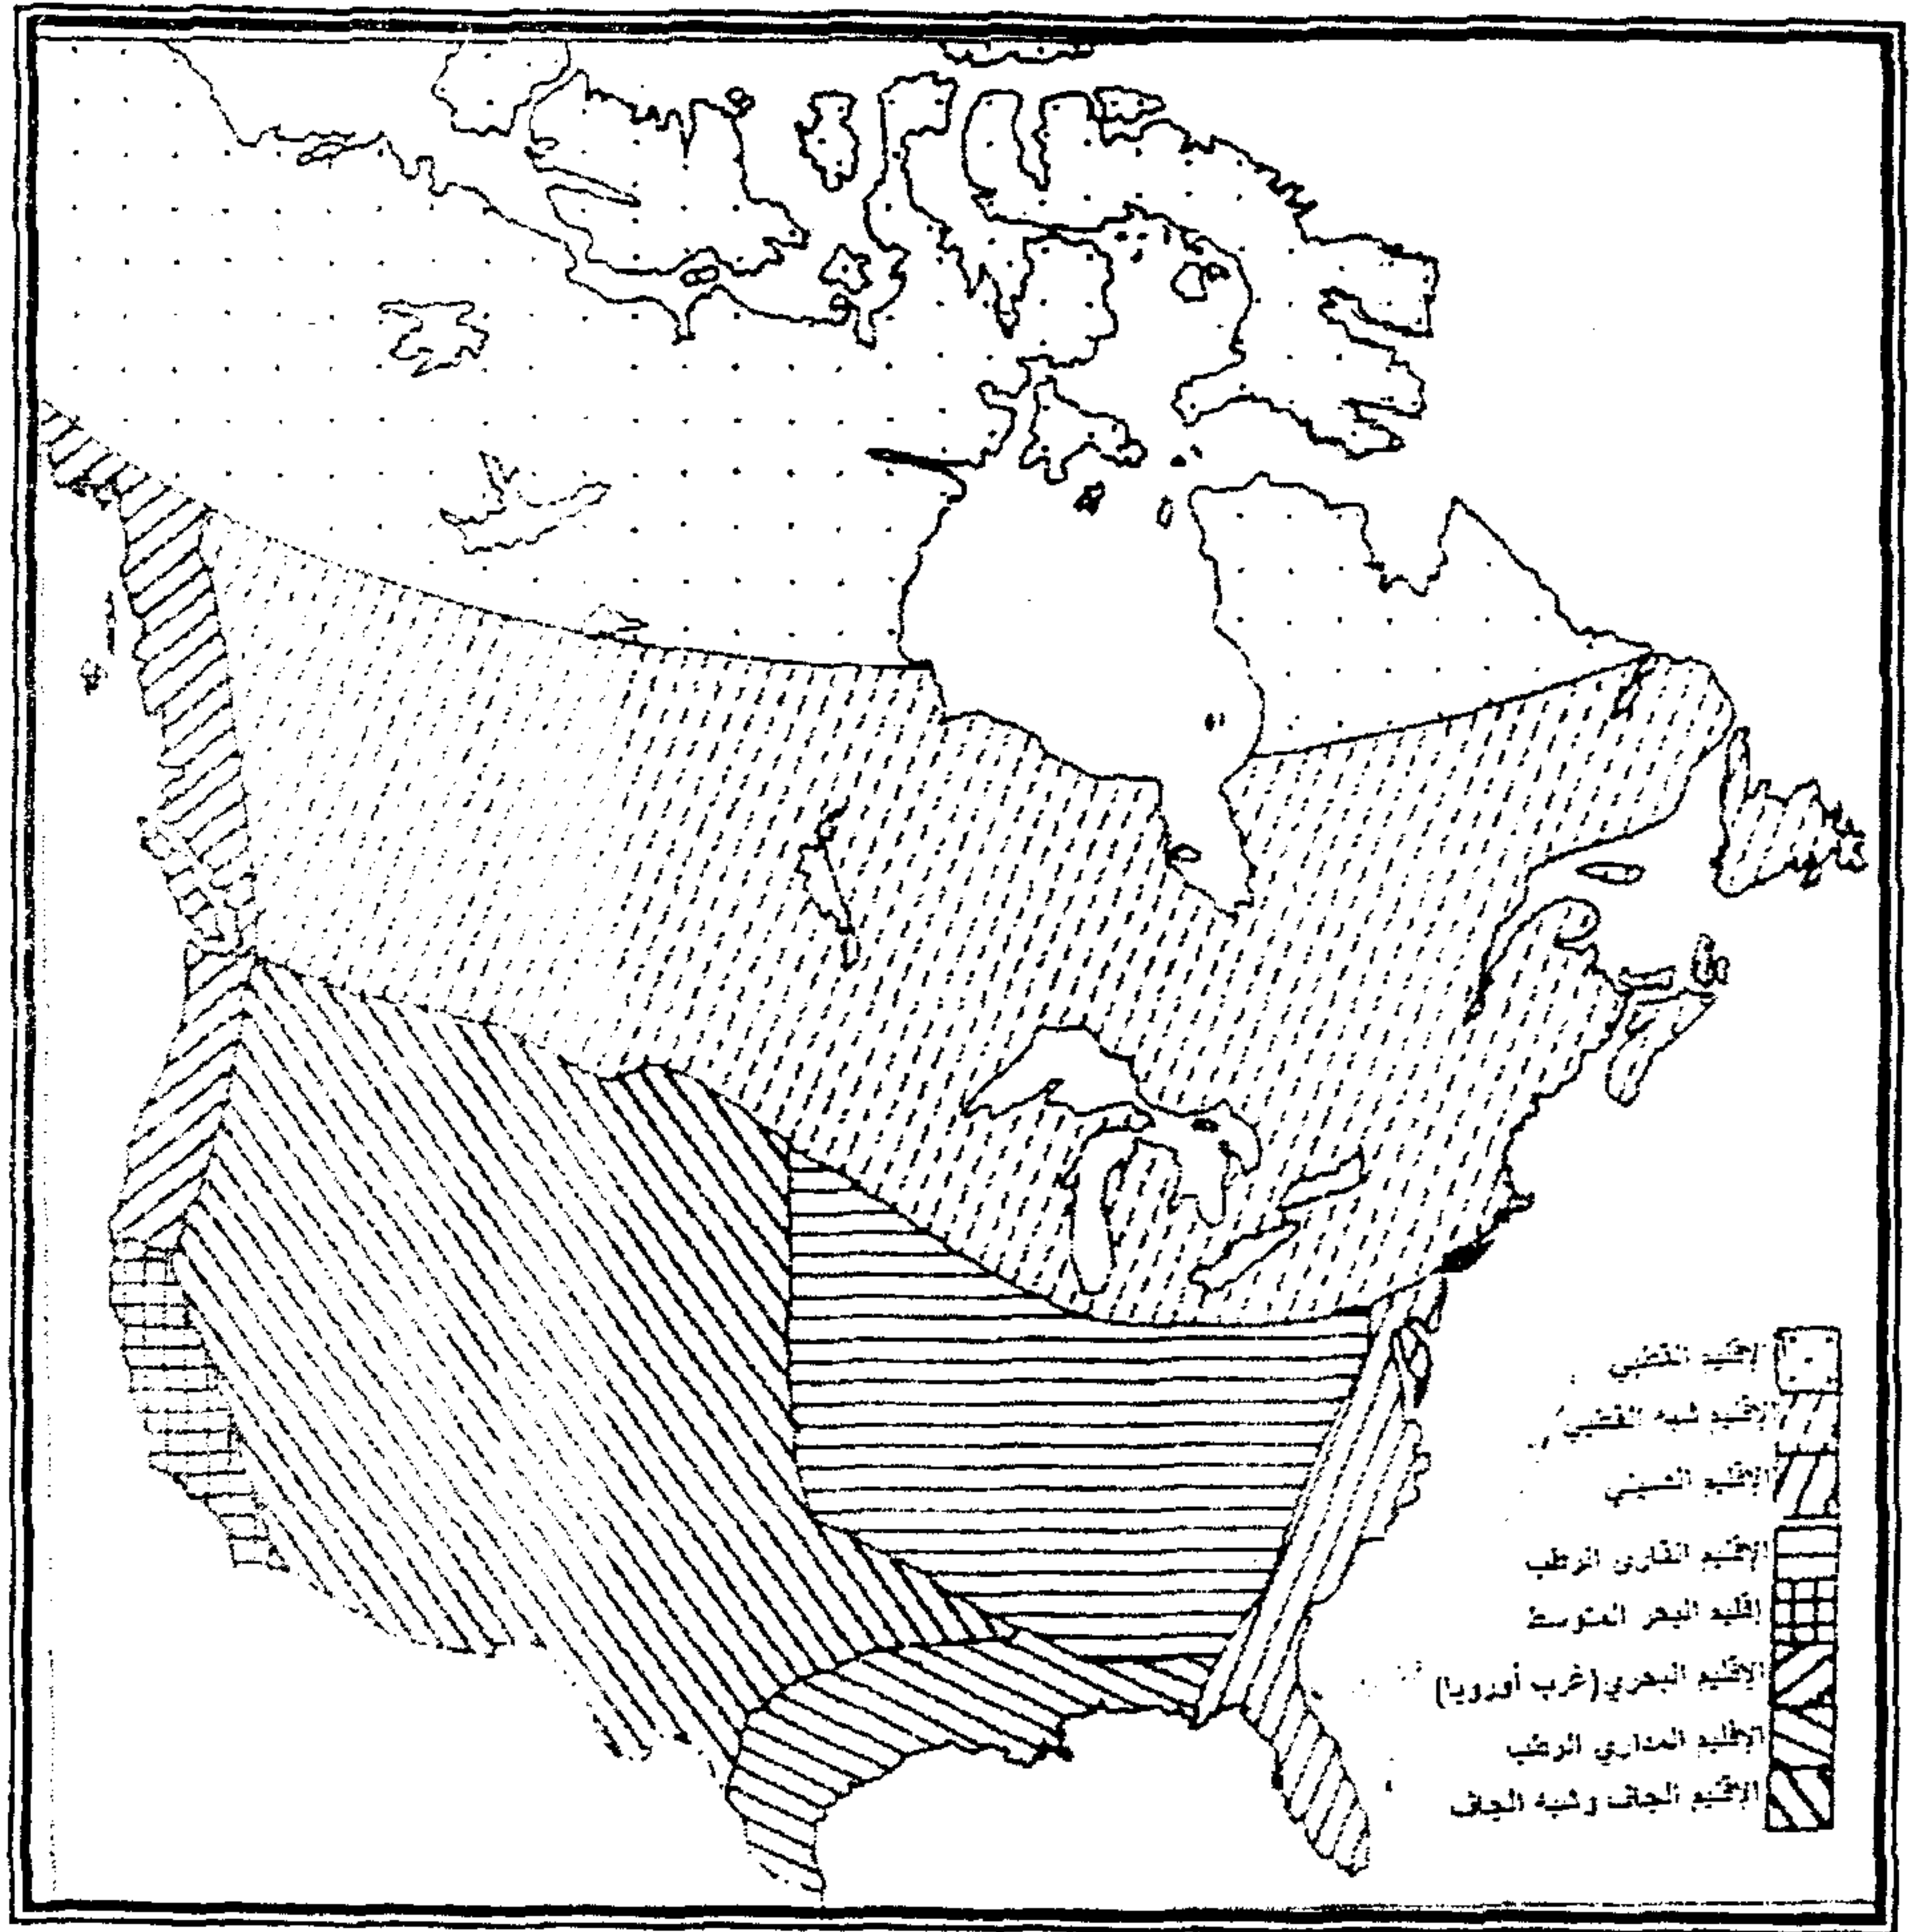 الإقليم القطبي
الإقليم شبه القطبي
الإقليم الصيني
الإقليم القاري الرطب
إقليم البحر المتوسط
الإقليم البحري (غرب أوروبا)
الإقليم المداري الرطب
الإقليم الجاف وشبه الجاف